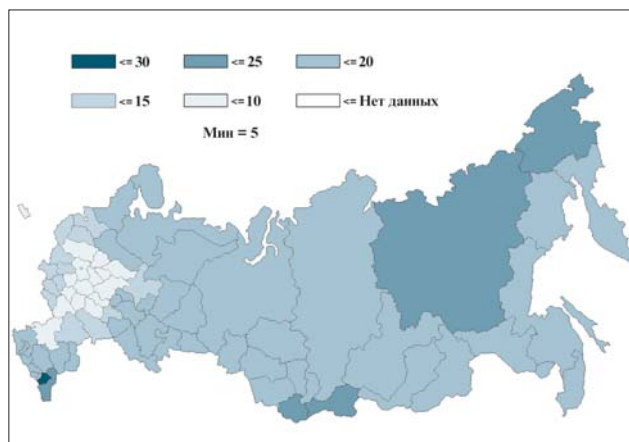 <= 30 <= 25 <= 20
<= 15 <=10 <= Нет данных
Мин = 5